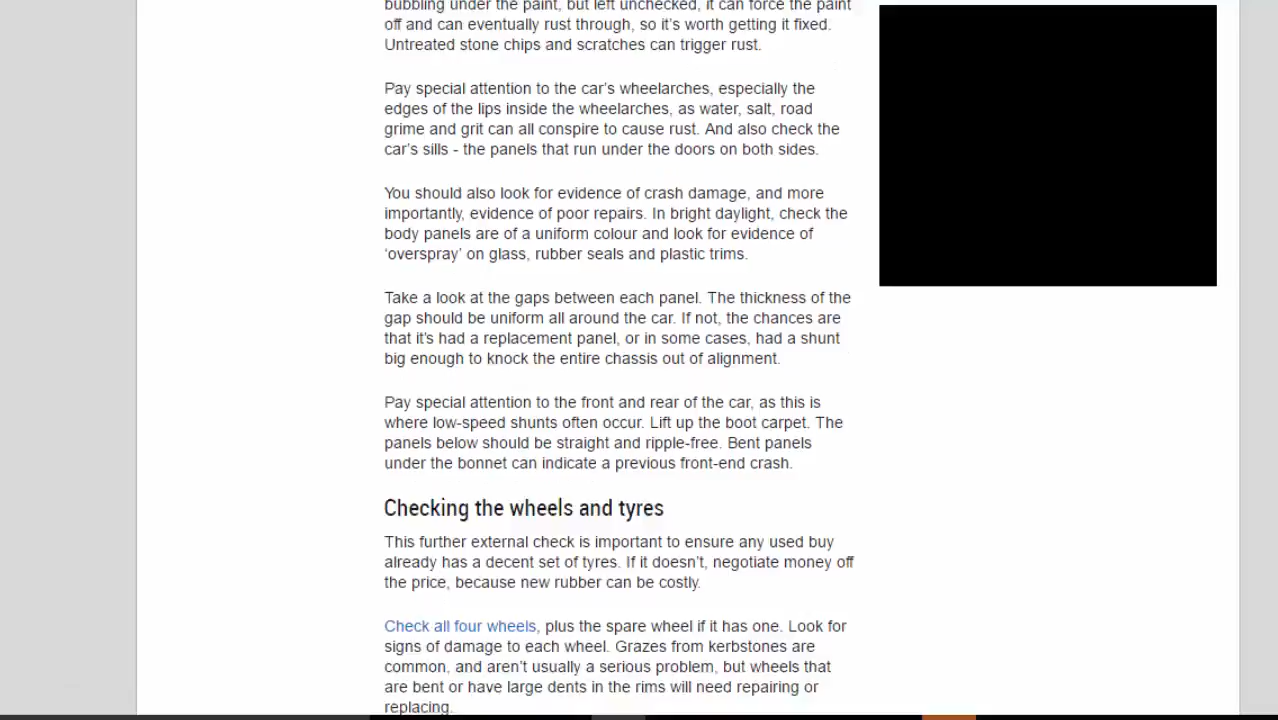 bubbling under the paint, but left unchecked, it can force the paint
off and can eventually rust through, so it's worth getting it fixed.
Untreated stone chips and scratches can trigger rust.
Pay special attention to the car's wheelarches, especially the
edges of the lips inside the wheelarches, as water, salt, road
grime and grit can all conspire to cause rust. And also check the
car's sills - the panels that run under the doors on both sides.
You should also look for evidence of crash damage, and more
importantly, evidence of poor repairs. In bright daylight, check the
body panels are of a uniform colour and look for evidence of
'overspray' on glass, rubber seals and plastic trims.
Take a look at the gaps between each panel. The thickness of the
gap should be uniform all around the car. If not, the chances are
that it's had a replacement panel, or in some cases, had a shunt
big enough to knock the entire chassis out of alignment.
Pay special attention to the front and rear of the car, as this is
where low-speed shunts often occur. Lift up the boot carpet. The
panels below should be straight and ripple-free. Bent panels
under the bonnet can indicate a previous front-end crash.
Checking the wheels and tyres
This further external check is important to ensure any used buy
already has a decent set of tyres. If it doesn't, negotiate money off
the price, because new rubber can be costly.
Check all four wheels, plus the spare wheel if it has one. Look for
signs of damage to each wheel. Grazes from kerbstones are
common, and aren't usually a serious problem, but wheels that
are bent or have large dents in the rims will need repairing or
replacing.